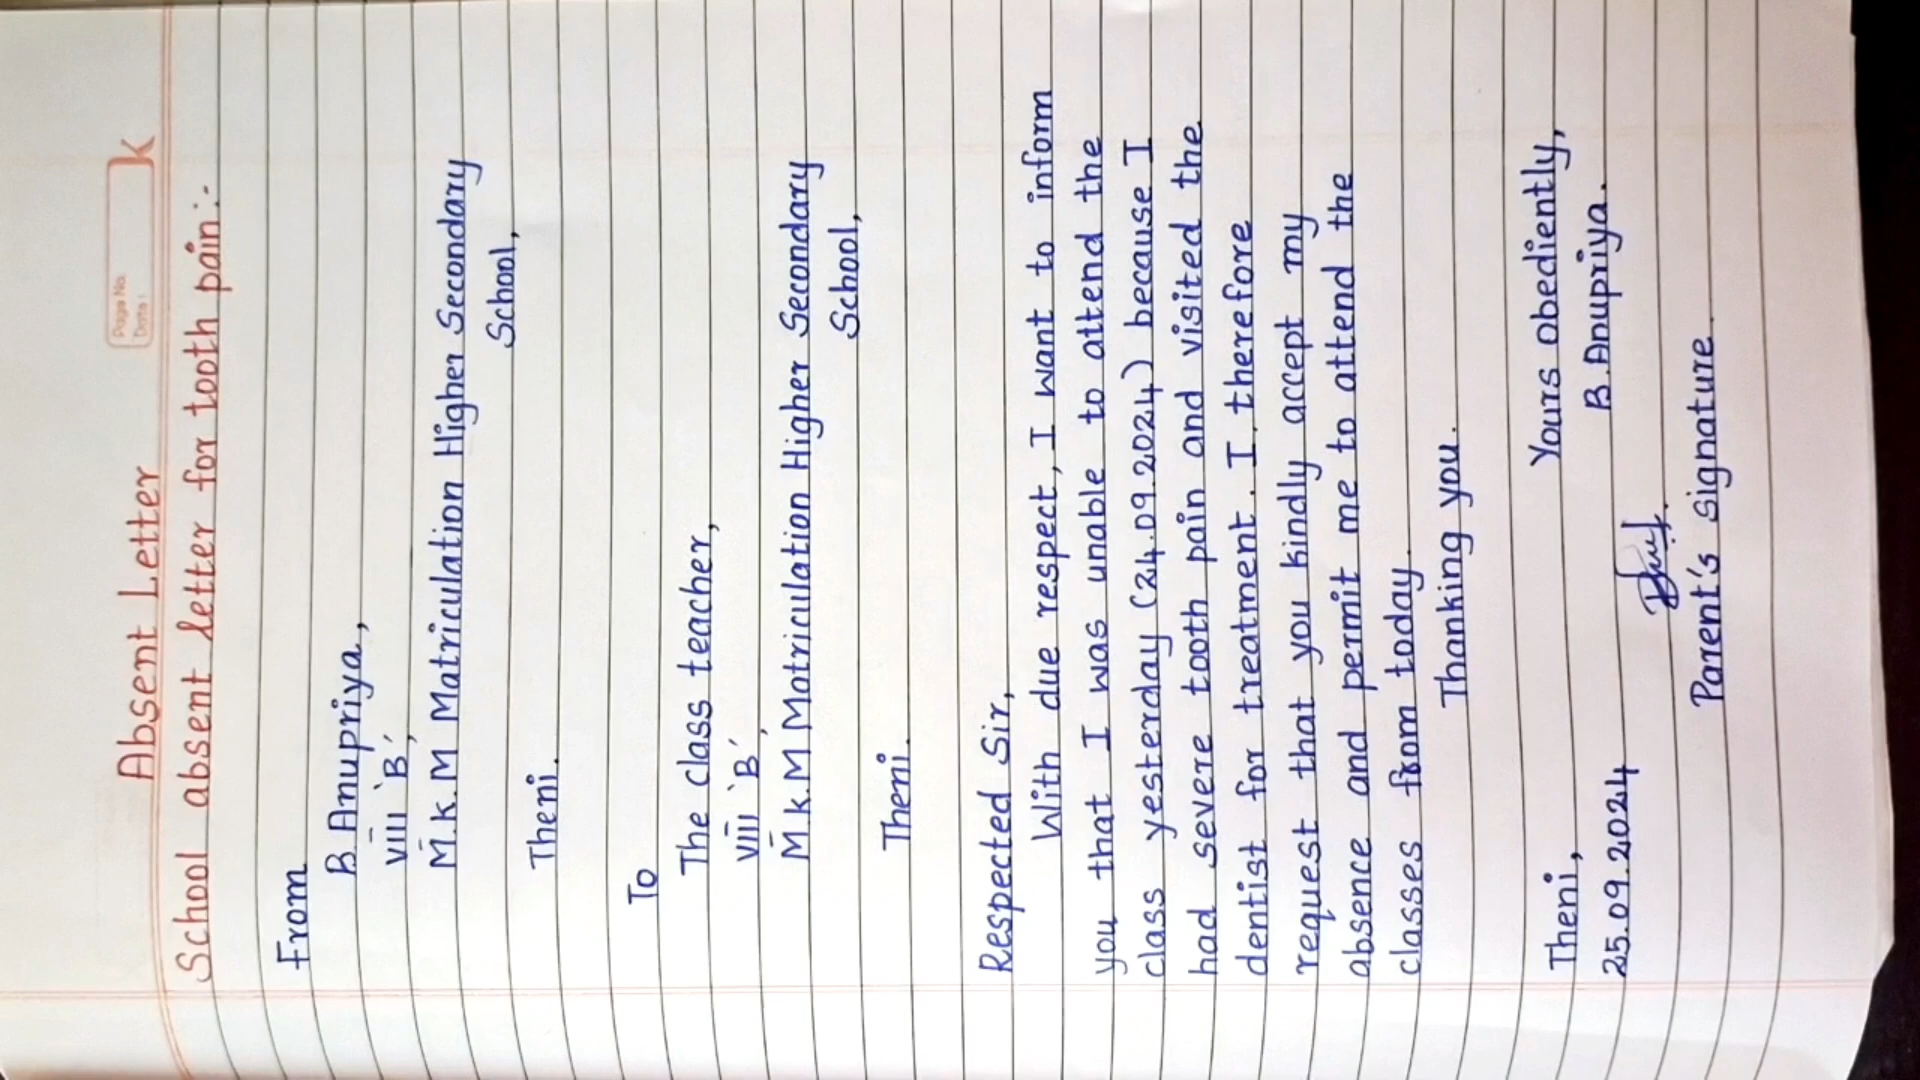 Page No.
Date :
k
Absent Letter
School absent letter for tooth pain:-
From
B. Anupriya,
VIII 'B',
M.K.M Matriculation Higher Secondary
School,
Theni.
To
The class teacher,
VIII 'B',
M.K.M Matriculation Higher Secondary
School,
Theni.
Respected Sir,
With due respect, I want to inform
you that I was unable to attend the
class yesterday (24.09.2024) because I
had severe tooth pain and visited the
dentist for treatment. I therefore
request that you kindly accept my
absence and permit me to attend the
classes from today.
Thanking you.
Yours obediently,
B. Anupriya.
Theni,
25.09.2024
Parent's signature.